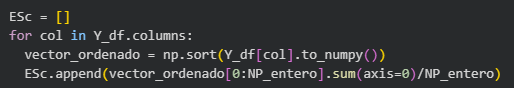 ESc = []
for col in Y_df.columns:
  vector_ordenado = np.sort(Y_df[col].to_numpy())
  ESc.append(vector_ordenado[0:NP_entero].sum(axis=0)/NP_entero)